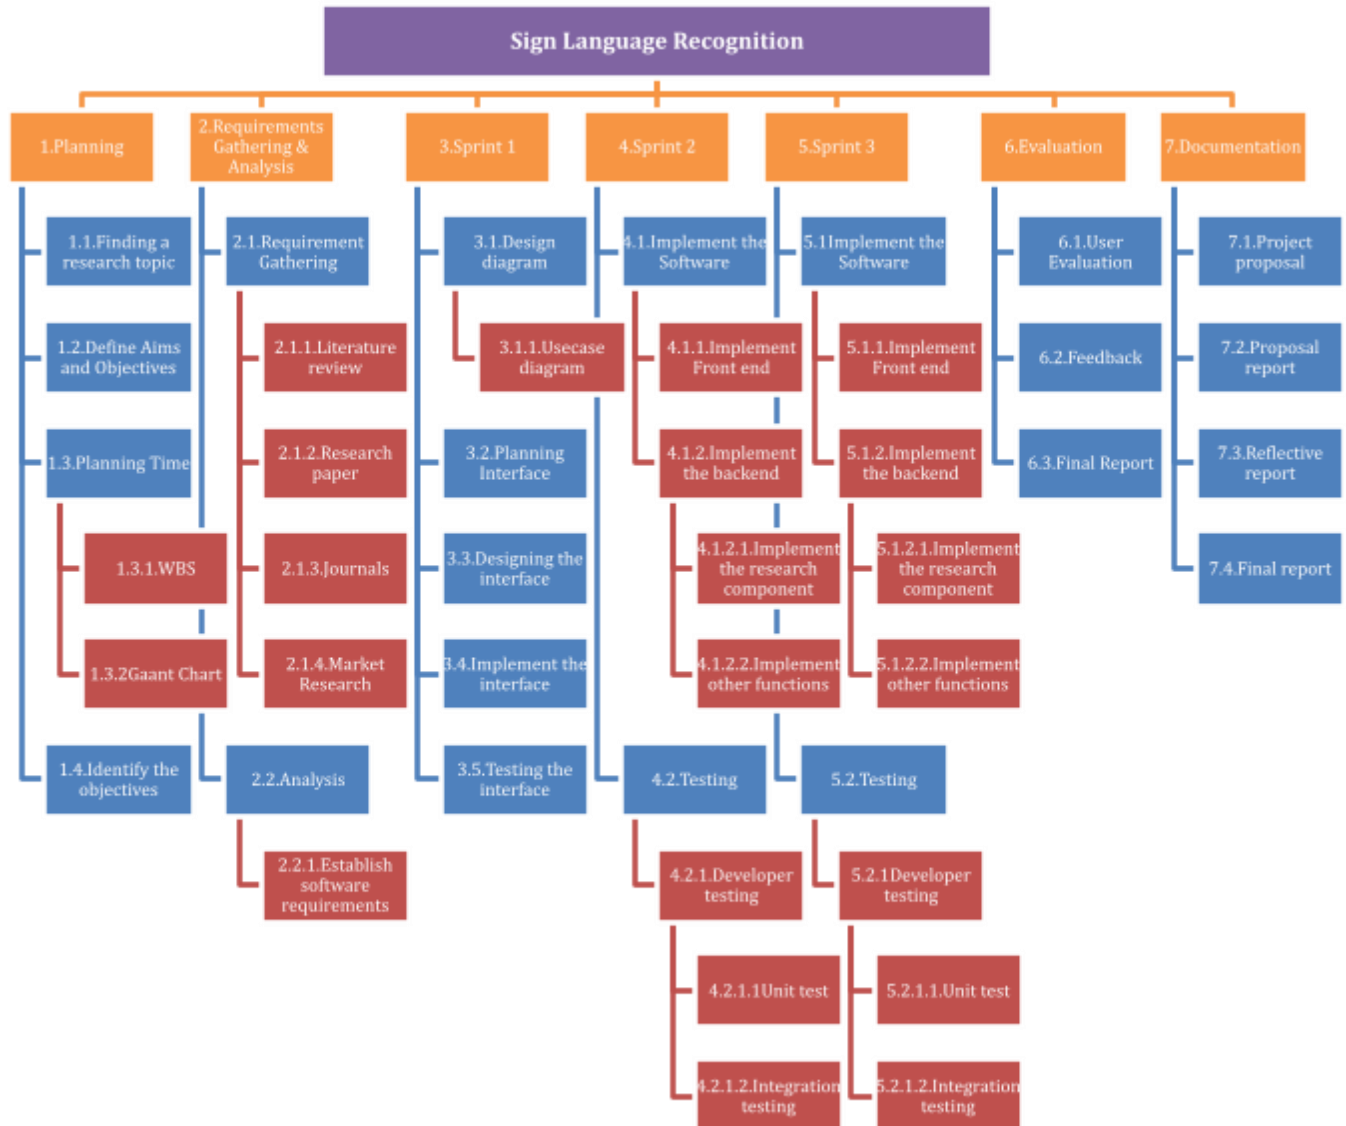 Sign Language Recognition
1.Planning
2.Requirements
Gathering &
Analysis
3.Sprint 1
4.Sprint 2
5.Sprint 3
6.Evaluation
7.Documentation
1.1.Finding a
research topic
1.2.Define Aims
and Objectives
1.3.Planning Time
1.3.1.WBS
1.3.2Gaant Chart
1.4.Identify the
objectives
2.1.Requirement
Gathering
2.1.1.Literature
review
2.1.2.Research
paper
2.1.3.Journals
2.1.4.Market
Research
2.2.Analysis
2.2.1.Establish
software
requirements
3.1.Design
diagram
3.1.1.Usecase
diagram
3.2.Planning
Interface
3.3.Designing the
interface
3.4.Implement the
interface
3.5.Testing the
interface
4.1.Implement the
Software
4.1.1.Implement
Front end
4.1.2.Implement
the backend
4.1.2.1.Implement
the research
component
4.1.2.2.Implement
other functions
4.2.Testing
4.2.1.Developer
testing
4.2.1.1Unit test
4.2.1.2.Integration
testing
5.1Implement the
Software
5.1.1.Implement
Front end
5.1.2.Implement
the backend
5.1.2.1.Implement
the research
component
5.1.2.2.Implement
other functions
5.2.Testing
5.2.1Developer
testing
5.2.1.1.Unit test
5.2.1.2.Integration
testing
6.1.User
Evaluation
6.2.Feedback
6.3.Final Report
7.1.Project
proposal
7.2.Proposal
report
7.3.Reflective
report
7.4.Final report